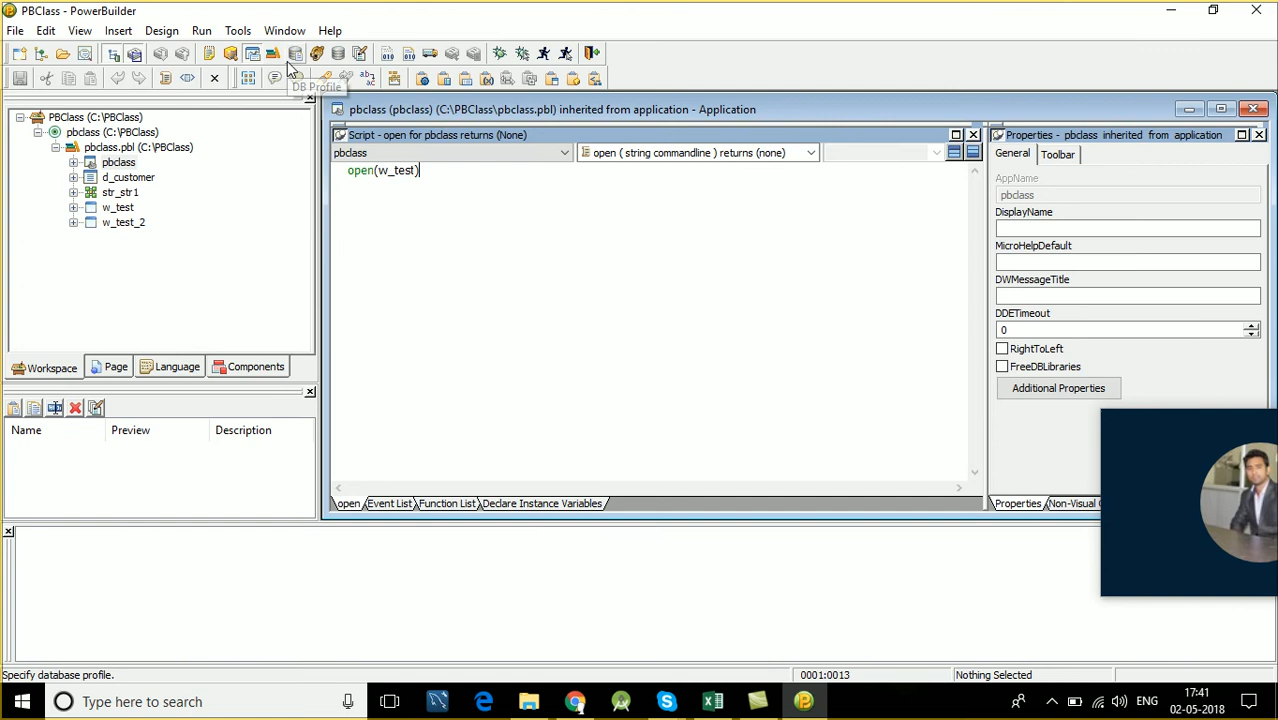 PBClass - PowerBuilder
File Edit View Insert Design Run Tools Window Help
DB Profile
PBClass (C:\PBClass)
pbclass (C:\PBClass)
pbclass.pbl (C:\PBClass)
pbclass
d_customer
str_str1
w_test
w_test_2
Workspace Page Language Components
Name Preview Description
pbclass (pbclass) (C:\PBClass\pbclass.pbl) inherited from application - Application
Script - open for pbclass returns (None)
pbclass open ( string commandline ) returns (none)
open(w_test)
open Event List Function List Declare Instance Variables
Properties - pbclass inherited from application
General Toolbar
AppName
pbclass
DisplayName
MicroHelpDefault
DWMessageTitle
DDETimeout
0
RightToLeft
FreeDBLibraries
Additional Properties
Properties Non-Visual
Specify database profile. 0001:0013 Nothing Selected
Type here to search
ENG
17:41
02-05-2018